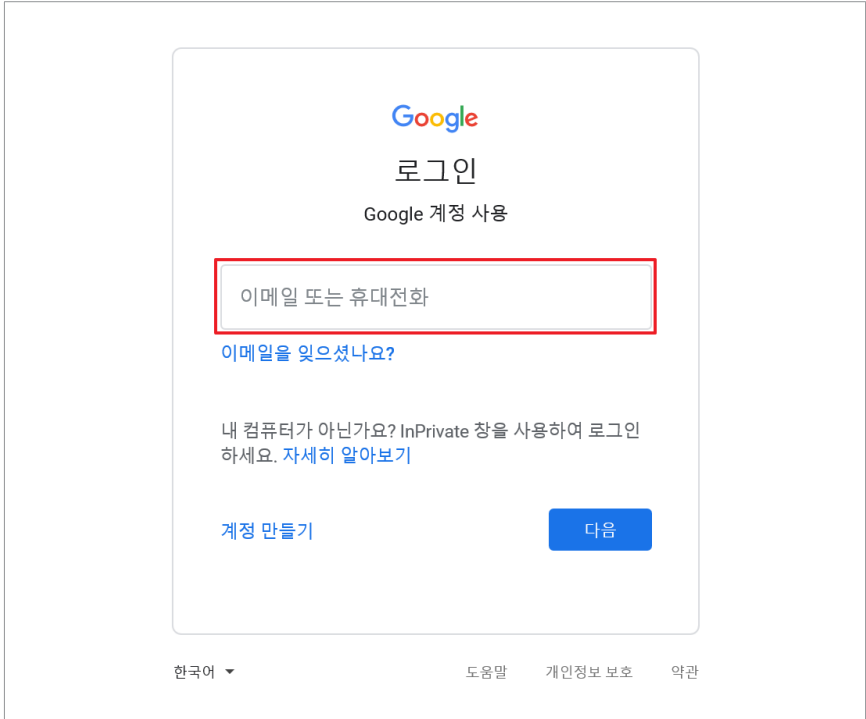 Google
로그인
Google 계정 사용
이메일 또는 휴대전화
이메일을 잊으셨나요?
내 컴퓨터가 아닌가요? InPrivate 창을 사용하여 로그인
하세요. 자세히 알아보기
계정 만들기 다음
한국어 도움말 개인정보 보호 약관